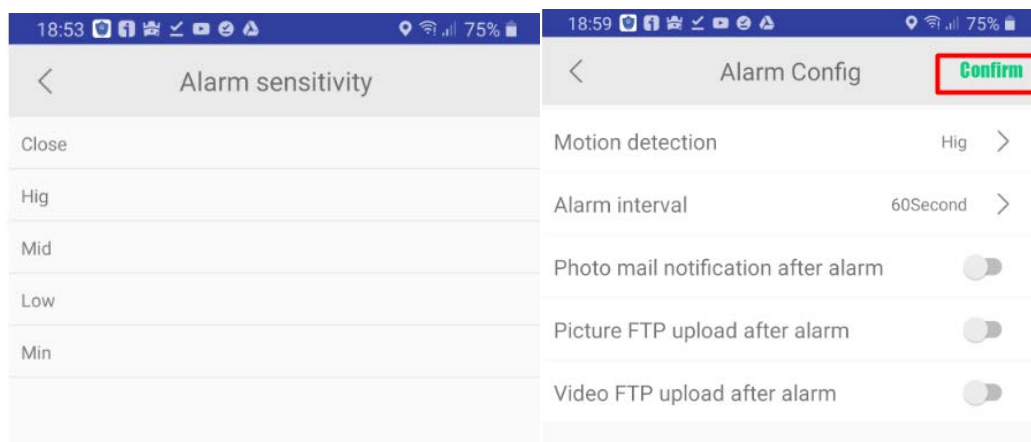 18:53
75%
Alarm sensitivity
Close
Hig
Mid
Low
Min
18:59
75%
Alarm Config
Confirm
Motion detection
Hig
Alarm interval
60Second
Photo mail notification after alarm
Picture FTP upload after alarm
Video FTP upload after alarm